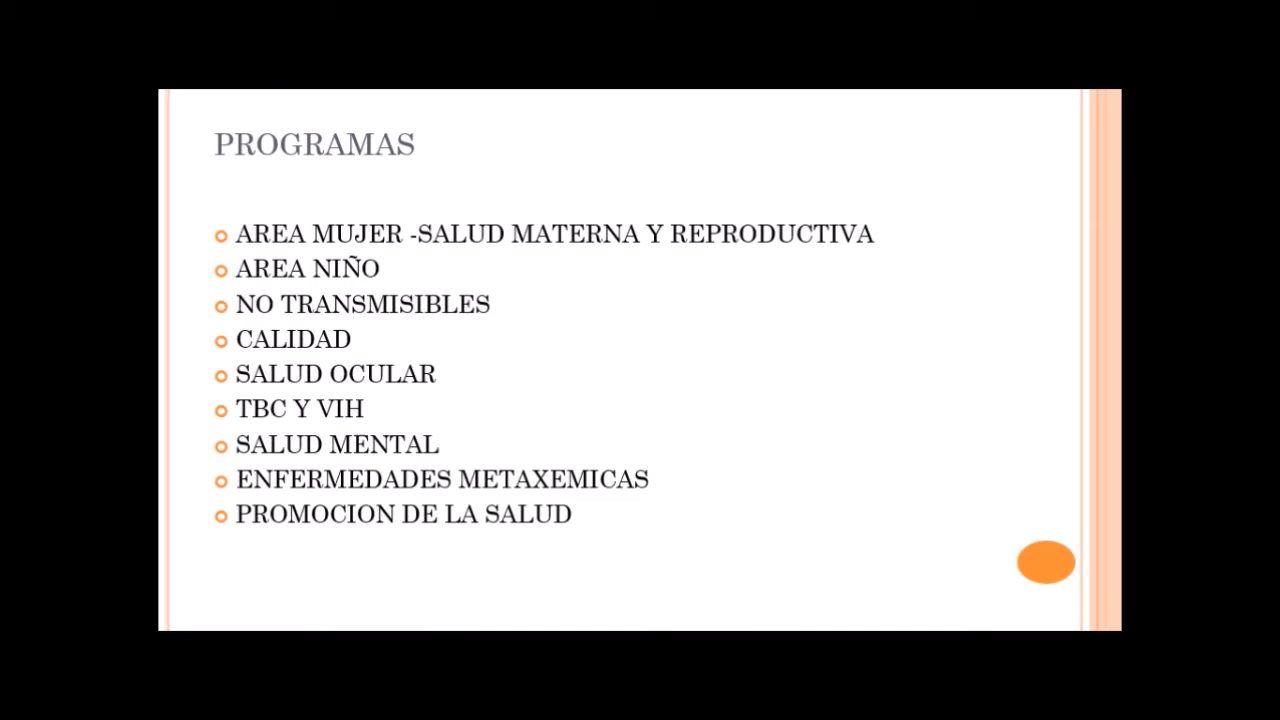 PROGRAMAS
AREA MUJER -SALUD MATERNA Y REPRODUCTIVA
AREA NIÑO
NO TRANSMISIBLES
CALIDAD
SALUD OCULAR
TBC Y VIH
SALUD MENTAL
ENFERMEDADES METAXEMICAS
PROMOCION DE LA SALUD